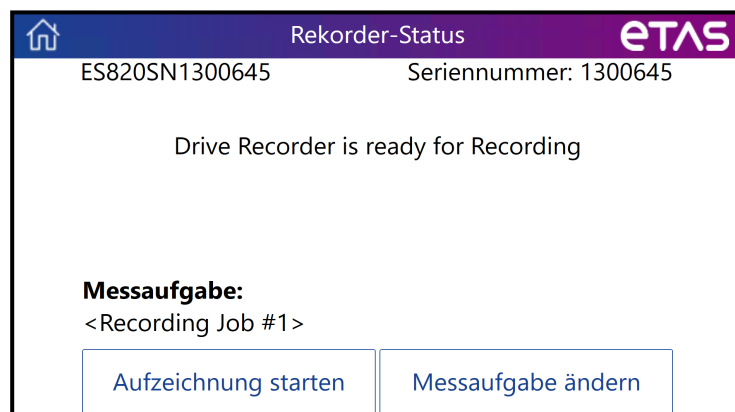 Rekorder-Status eTAS
ES820SN1300645 Seriennummer: 1300645
Drive Recorder is ready for Recording
Messaufgabe:
<Recording Job #1>
Aufzeichnung starten Messaufgabe ändern